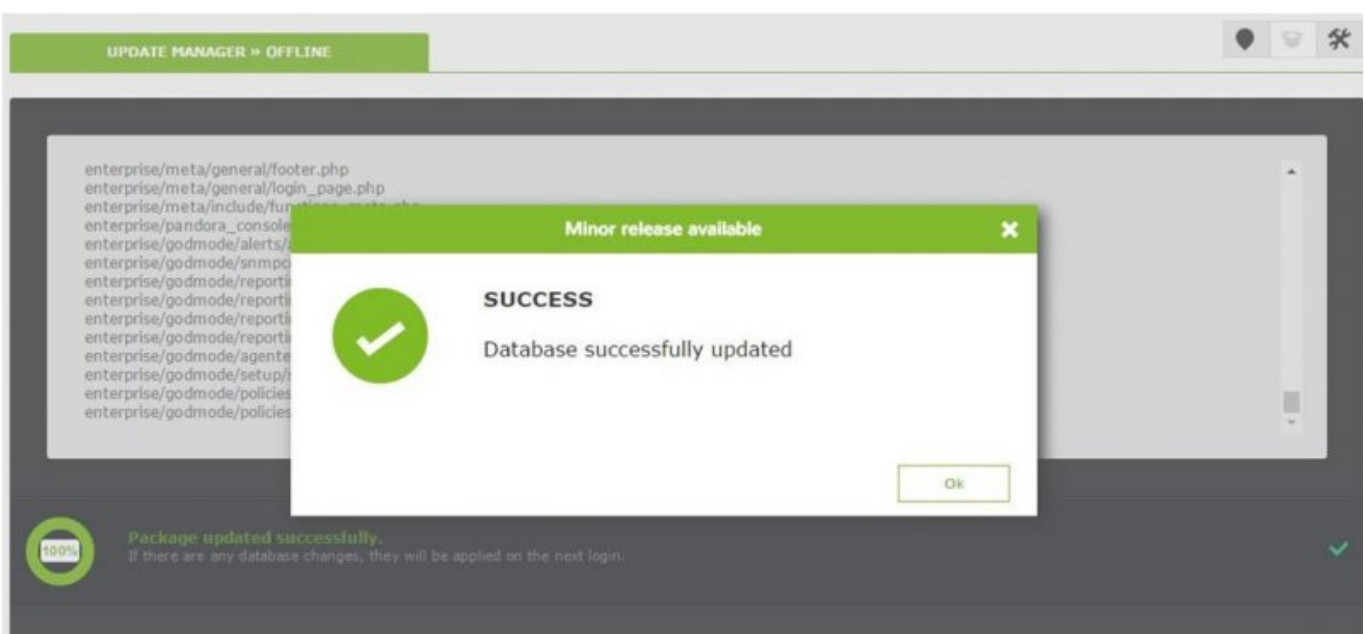 UPDATE MANAGER » OFFLINE
enterprise/meta/general/footer.php
enterprise/meta/general/login_page.php
enterprise/meta/include/functions_meta.php
enterprise/pandora_console
enterprise/godmode/alerts/
enterprise/godmode/snmpc
enterprise/godmode/reporti
enterprise/godmode/reporti
enterprise/godmode/reporti
enterprise/godmode/reporti
enterprise/godmode/agente
enterprise/godmode/setup/
enterprise/godmode/policies
enterprise/godmode/policies
Minor release available
SUCCESS
Database successfully updated
Ok
100%
Package updated successfully.
If there are any database changes, they will be applied on the next login.